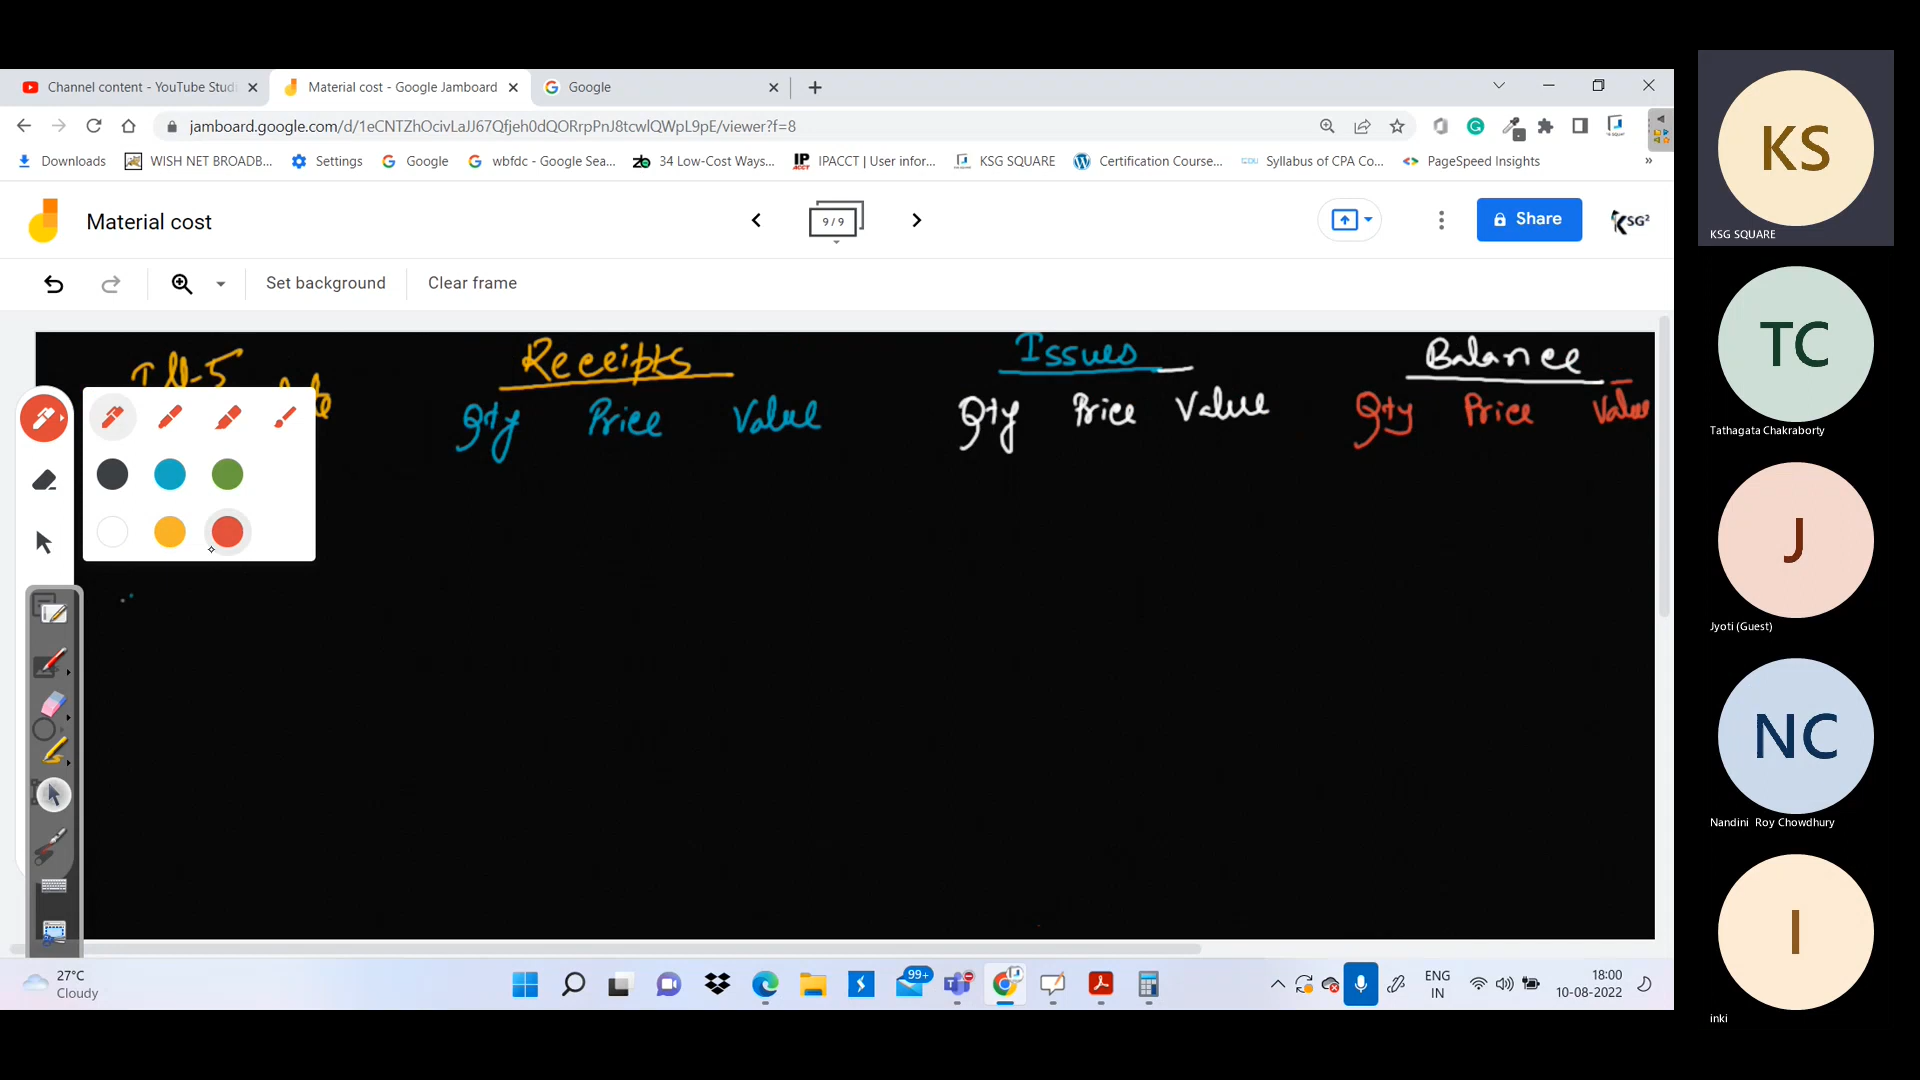 Channel content - YouTube Studi
Material cost - Google Jamboard
Google
jamboard.google.com/d/1eCNTZhOcivLaJJ67Qfjeh0dQORrpPnJ8tcwlQWpL9pE/viewer?f=8
Downloads
WISH NET BROADB...
Settings
Google
wbfdc - Google Sea...
34 Low-Cost Ways...
IPACCT | User infor...
KSG SQUARE
Certification Course...
Syllabus of CPA Co...
PageSpeed Insights
»
Material cost
9 / 9
Share
KSG²
Set background
Clear frame
Ill-5
Receipts
Issues
Balance
Qty Price Value
Qty Price Value
Qty Price Value
27°C
Cloudy
99+
ENG
IN
18:00
10-08-2022
KS
KSG SQUARE
TC
Tathagata Chakraborty
J
Jyoti (Guest)
NC
Nandini Roy Chowdhury
I
inki